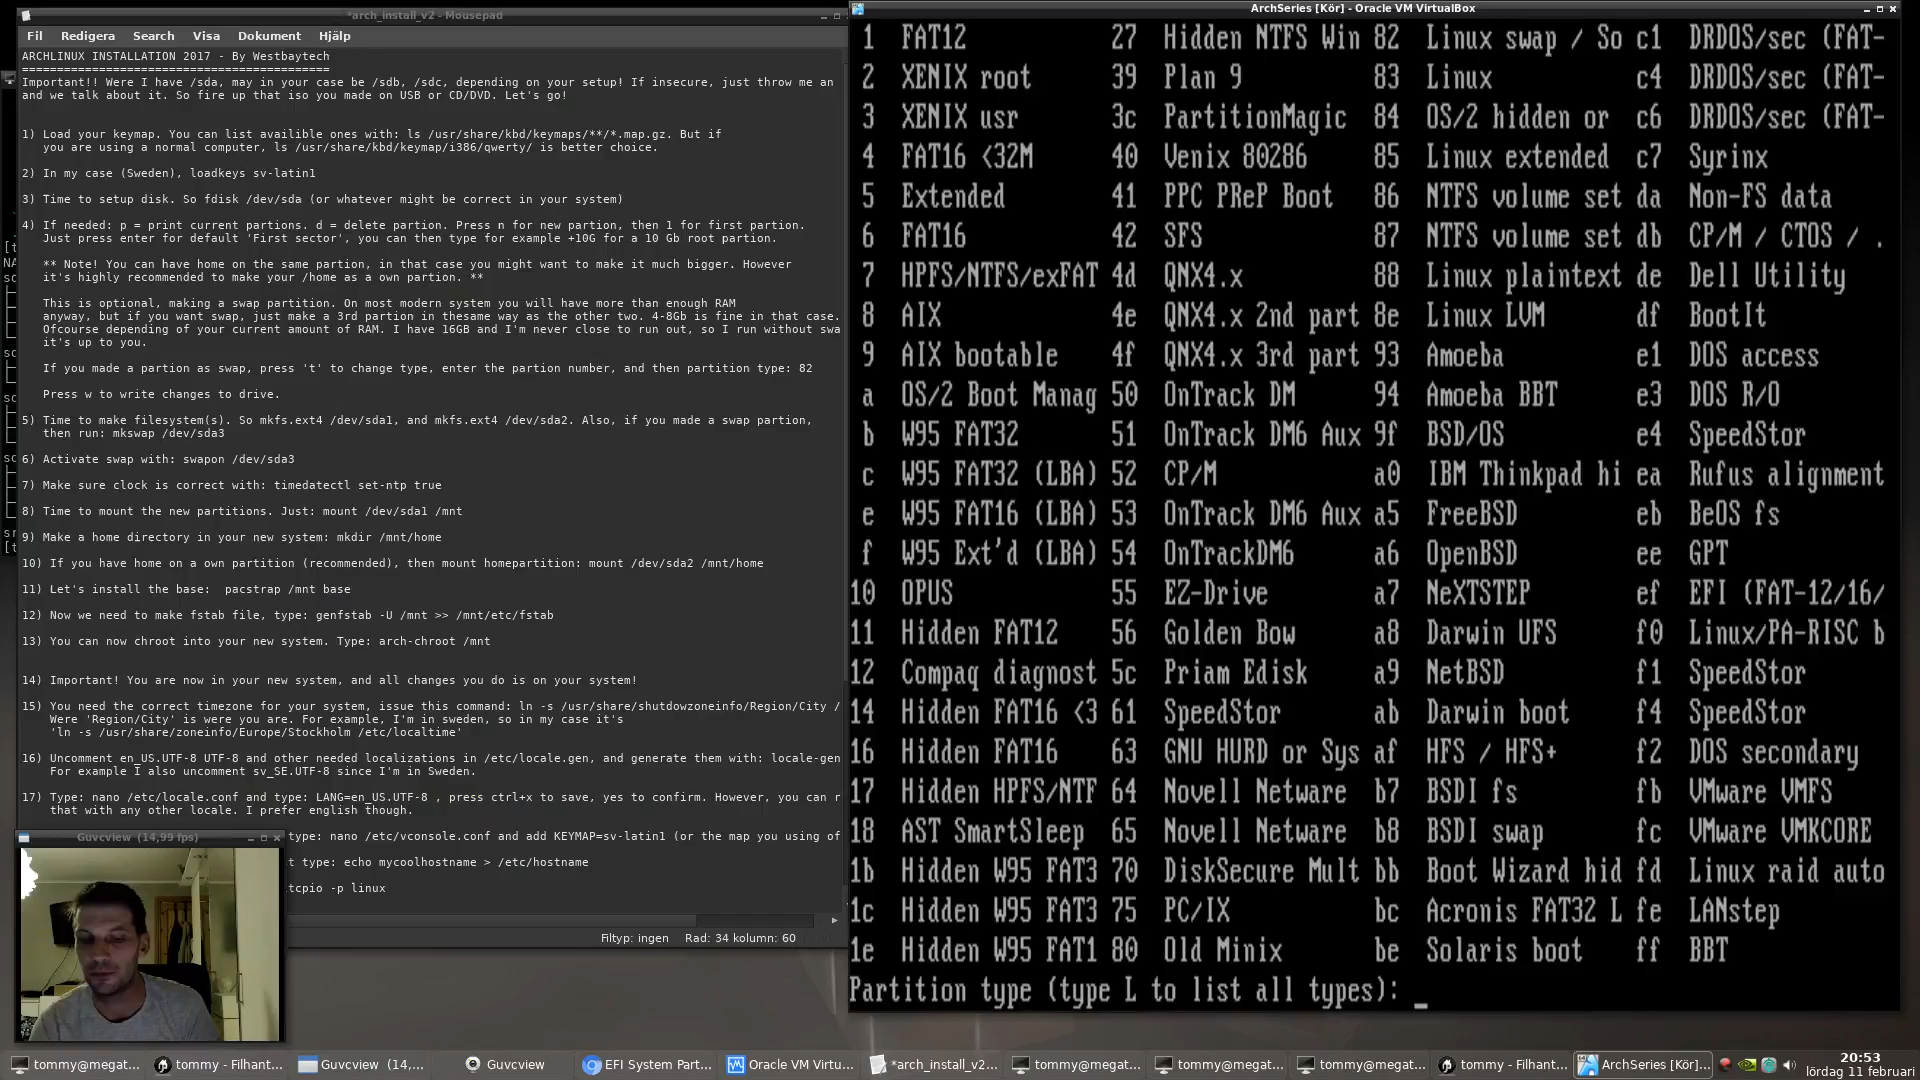 *arch_install_v2 - Mousepad
Fil Redigera Search Visa Dokument Hjälp
ARCHLINUX INSTALLATION 2017 - By Westbaytech
============================================
Important!! Were I have /sda, may in your case be /sdb, /sdc, depending on your setup! If insecure, just throw me an
and we talk about it. So fire up that iso you made on USB or CD/DVD. Let's go!
1) Load your keymap. You can list availible ones with: ls /usr/share/kbd/keymaps/**/*.map.gz. But if
you are using a normal computer, ls /usr/share/kbd/keymap/i386/qwerty/ is better choice.
2) In my case (Sweden), loadkeys sv-latin1
3) Time to setup disk. So fdisk /dev/sda (or whatever might be correct in your system)
4) If needed: p = print current partions. d = delete partion. Press n for new partion, then 1 for first partion.
Just press enter for default 'First sector', you can then type for example +10G for a 10 Gb root partion.
** Note! You can have home on the same partion, in that case you might want to make it much bigger. However
it's highly recommended to make your /home as a own partion. **
This is optional, making a swap partition. On most modern system you will have more than enough RAM
anyway, but if you want swap, just make a 3rd partion in thesame way as the other two. 4-8Gb is fine in that case.
Ofcourse depending of your current amount of RAM. I have 16GB and I'm never close to run out, so I run without swa
it's up to you.
If you made a partion as swap, press 't' to change type, enter the partion number, and then partition type: 82
Press w to write changes to drive.
5) Time to make filesystem(s). So mkfs.ext4 /dev/sda1, and mkfs.ext4 /dev/sda2. Also, if you made a swap partion,
then run: mkswap /dev/sda3
6) Activate swap with: swapon /dev/sda3
7) Make sure clock is correct with: timedatectl set-ntp true
8) Time to mount the new partitions. Just: mount /dev/sda1 /mnt
9) Make a home directory in your new system: mkdir /mnt/home
10) If you have home on a own partition (recommended), then mount homepartition: mount /dev/sda2 /mnt/home
11) Let's install the base:  pacstrap /mnt base
12) Now we need to make fstab file, type: genfstab -U /mnt >> /mnt/etc/fstab
13) You can now chroot into your new system. Type: arch-chroot /mnt
14) Important! You are now in your new system, and all changes you do is on your system!
15) You need the correct timezone for your system, issue this command: ln -s /usr/share/shutdowzoneinfo/Region/City /
Were 'Region/City' is were you are. For example, I'm in sweden, so in my case it's
'ln -s /usr/share/zoneinfo/Europe/Stockholm /etc/localtime'
16) Uncomment en_US.UTF-8 UTF-8 and other needed localizations in /etc/locale.gen, and generate them with: locale-gen
For example I also uncomment sv_SE.UTF-8 since I'm in Sweden.
17) Type: nano /etc/locale.conf and type: LANG=en_US.UTF-8 , press ctrl+x to save, yes to confirm. However, you can r
that with any other locale. I prefer english though.
type: nano /etc/vconsole.conf and add KEYMAP=sv-latin1 (or the map you using of
t type: echo mycoolhostname > /etc/hostname
tcpio -p linux
Filtyp: ingen Rad: 34 kolumn: 60
Guvcview (14,99 fps)
ArchSeries [Kör] - Oracle VM VirtualBox
1 FAT12 27 Hidden NTFS Win 82 Linux swap / So c1 DRDOS/sec (FAT-
2 XENIX root 39 Plan 9 83 Linux c4 DRDOS/sec (FAT-
3 XENIX usr 3c PartitionMagic 84 OS/2 hidden or c6 DRDOS/sec (FAT-
4 FAT16 <32M 40 Venix 80286 85 Linux extended c7 Syrinx
5 Extended 41 PPC PReP Boot 86 NTFS volume set da Non-FS data
6 FAT16 42 SFS 87 NTFS volume set db CP/M / CTOS / .
7 HPFS/NTFS/exFAT 4d QNX4.x 88 Linux plaintext de Dell Utility
8 AIX 4e QNX4.x 2nd part 8e Linux LVM df BootIt
9 AIX bootable 4f QNX4.x 3rd part 93 Amoeba e1 DOS access
a OS/2 Boot Manag 50 OnTrack DM 94 Amoeba BBT e3 DOS R/O
b W95 FAT32 51 OnTrack DM6 Aux 9f BSD/OS e4 SpeedStor
c W95 FAT32 (LBA) 52 CP/M a0 IBM Thinkpad hi ea Rufus alignment
e W95 FAT16 (LBA) 53 OnTrack DM6 Aux a5 FreeBSD eb BeOS fs
f W95 Ext'd (LBA) 54 OnTrackDM6 a6 OpenBSD ee GPT
10 OPUS 55 EZ-Drive a7 NeXTSTEP ef EFI (FAT-12/16/
11 Hidden FAT12 56 Golden Bow a8 Darwin UFS f0 Linux/PA-RISC b
12 Compaq diagnost 5c Priam Edisk a9 NetBSD f1 SpeedStor
14 Hidden FAT16 <3 61 SpeedStor ab Darwin boot f4 SpeedStor
16 Hidden FAT16 63 GNU HURD or Sys af HFS / HFS+ f2 DOS secondary
17 Hidden HPFS/NTF 64 Novell Netware b7 BSDI fs fb VMware VMFS
18 AST SmartSleep 65 Novell Netware b8 BSDI swap fc VMware VMKCORE
1b Hidden W95 FAT3 70 DiskSecure Mult bb Boot Wizard hid fd Linux raid auto
1c Hidden W95 FAT3 75 PC/IX bc Acronis FAT32 L fe LANstep
1e Hidden W95 FAT1 80 Old Minix be Solaris boot ff BBT
Partition type (type L to list all types): _
tommy@megat... tommy - Filhant... Guvcview (14,... Guvcview EFI System Part... Oracle VM Virtu... *arch_install_v2... tommy@megat... tommy@megat... tommy@megat... tommy - Filhant... ArchSeries [Kör]...
20:53
lördag 11 februari